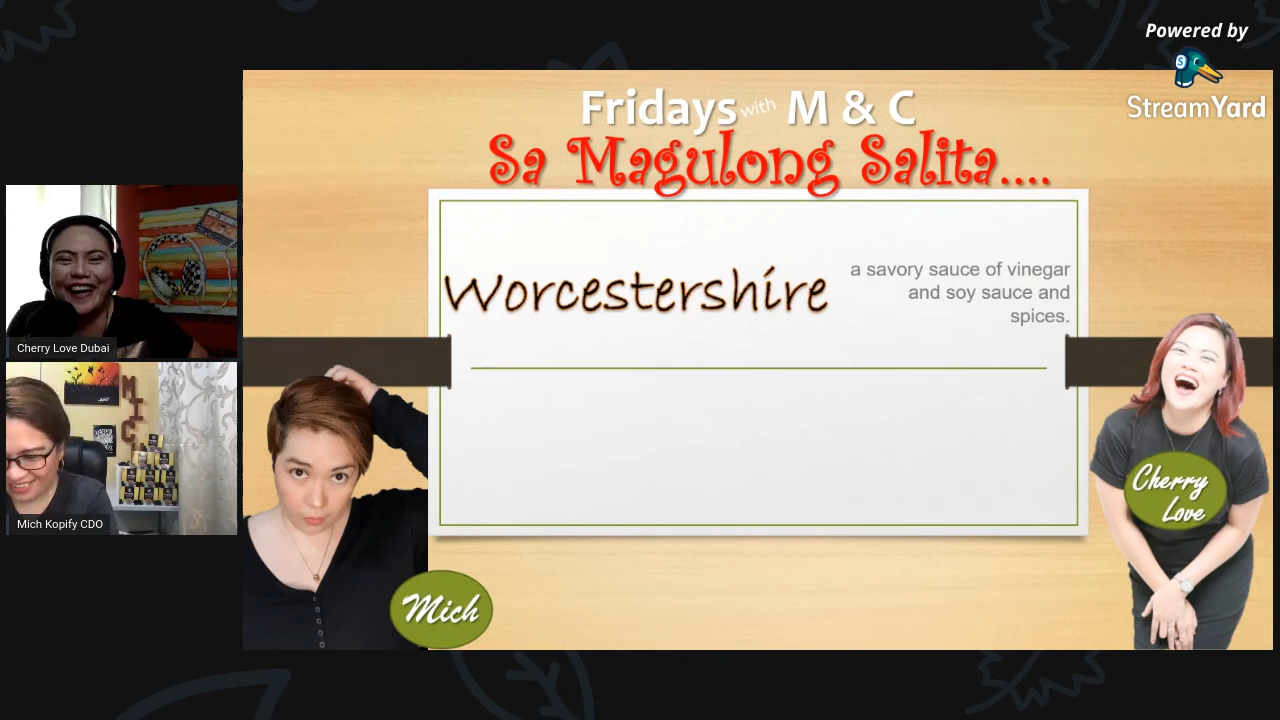 Powered by
StreamYard
Fridays with M & C
Sa Magulong Salita....
Worcestershire
a savory sauce of vinegar
and soy sauce and
spices.
Cherry Love Dubai
MIC
Mich Kopify CDO
Mich
Cherry
Love